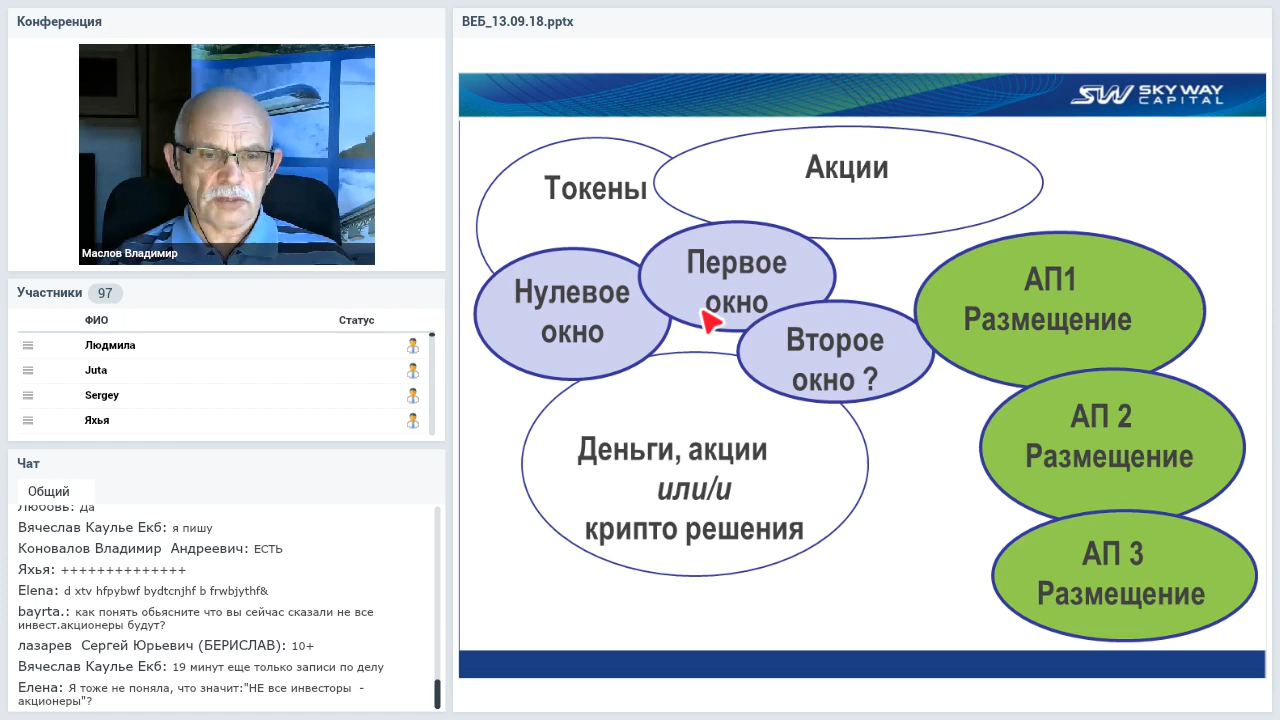 Конференция
Маслов Владимир
Участники 97
ФИО Статус
Людмила
Juta
Sergey
Яхья
Чат
Общий
Любовь: да
Вячеслав Каулье Екб: я пишу
Коновалов Владимир Андреевич: ЕСТЬ
Яхья: ++++++++++++++
Elena: d xtv hfpybwf bydtcnjhf b frwbjythf&
bayrta.: как понять обьясните что вы сейчас сказали не все
инвест.акционеры будут?
лазарев Сергей Юрьевич (БЕРИСЛАВ): 10+
Вячеслав Каулье Екб: 19 минут еще только записи по делу
Елена: Я тоже не поняла, что значит:"НЕ все инвесторы -
акционеры"?
ВЕБ_13.09.18.pptx
SW SKY WAY
CAPITAL
Токены
Акции
Нулевое
окно
Первое
окно
Второе
окно ?
АП1
Размещение
АП 2
Размещение
АП 3
Размещение
Деньги, акции
или/и
крипто решения